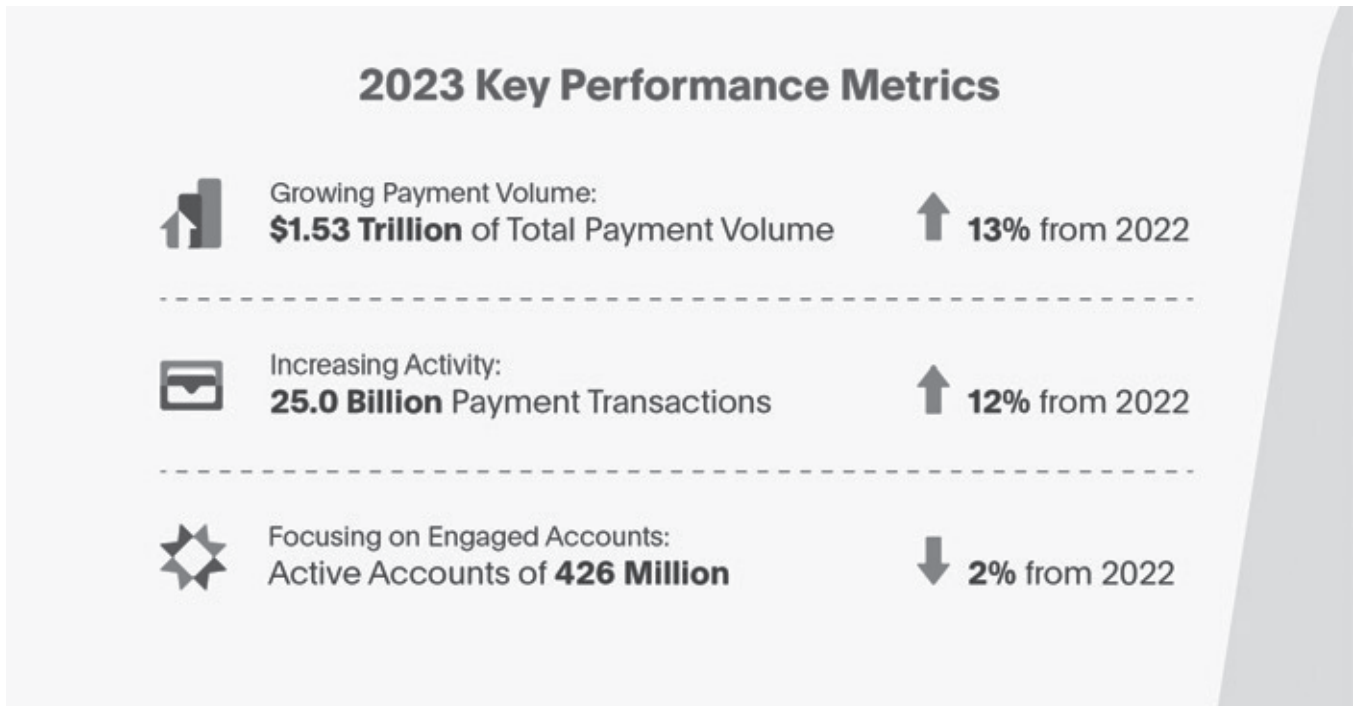 2023 Key Performance Metrics
Growing Payment Volume:
$1.53 Trillion of Total Payment Volume
13% from 2022
Increasing Activity:
25.0 Billion Payment Transactions
12% from 2022
Focusing on Engaged Accounts:
Active Accounts of 426 Million
2% from 2022